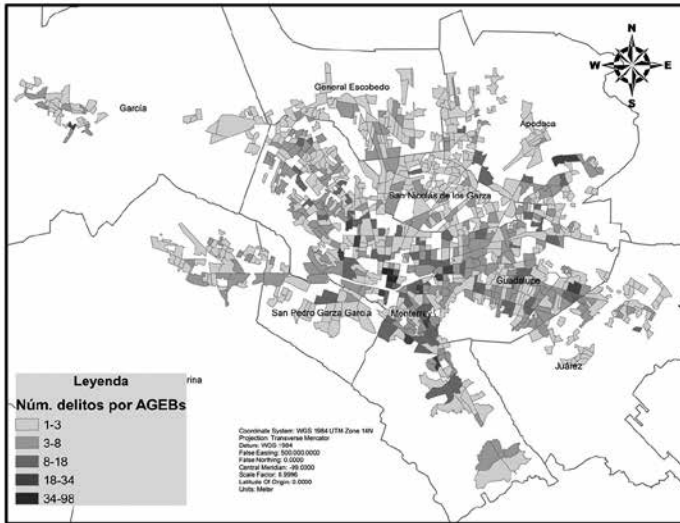 N
W E
S
General Escobedo
García
Apodaca
San Nicolás de los Garza
Guadalupe
San Pedro Garza García
Monterrey
Juárez
rina
Leyenda
Núm. delitos por AGEBs
1-3
3-8
8-18
18-34
34-98
Coordinate System: WGS 1984 UTM Zone 14N
Projection: Transverse Mercator
Datum: WGS 1984
False Easting: 500,000.0000
False Northing: 0.0000
Central Meridian: -99.0000
Scale Factor: 0.9996
Latitude Of Origin: 0.0000
Units: Meter